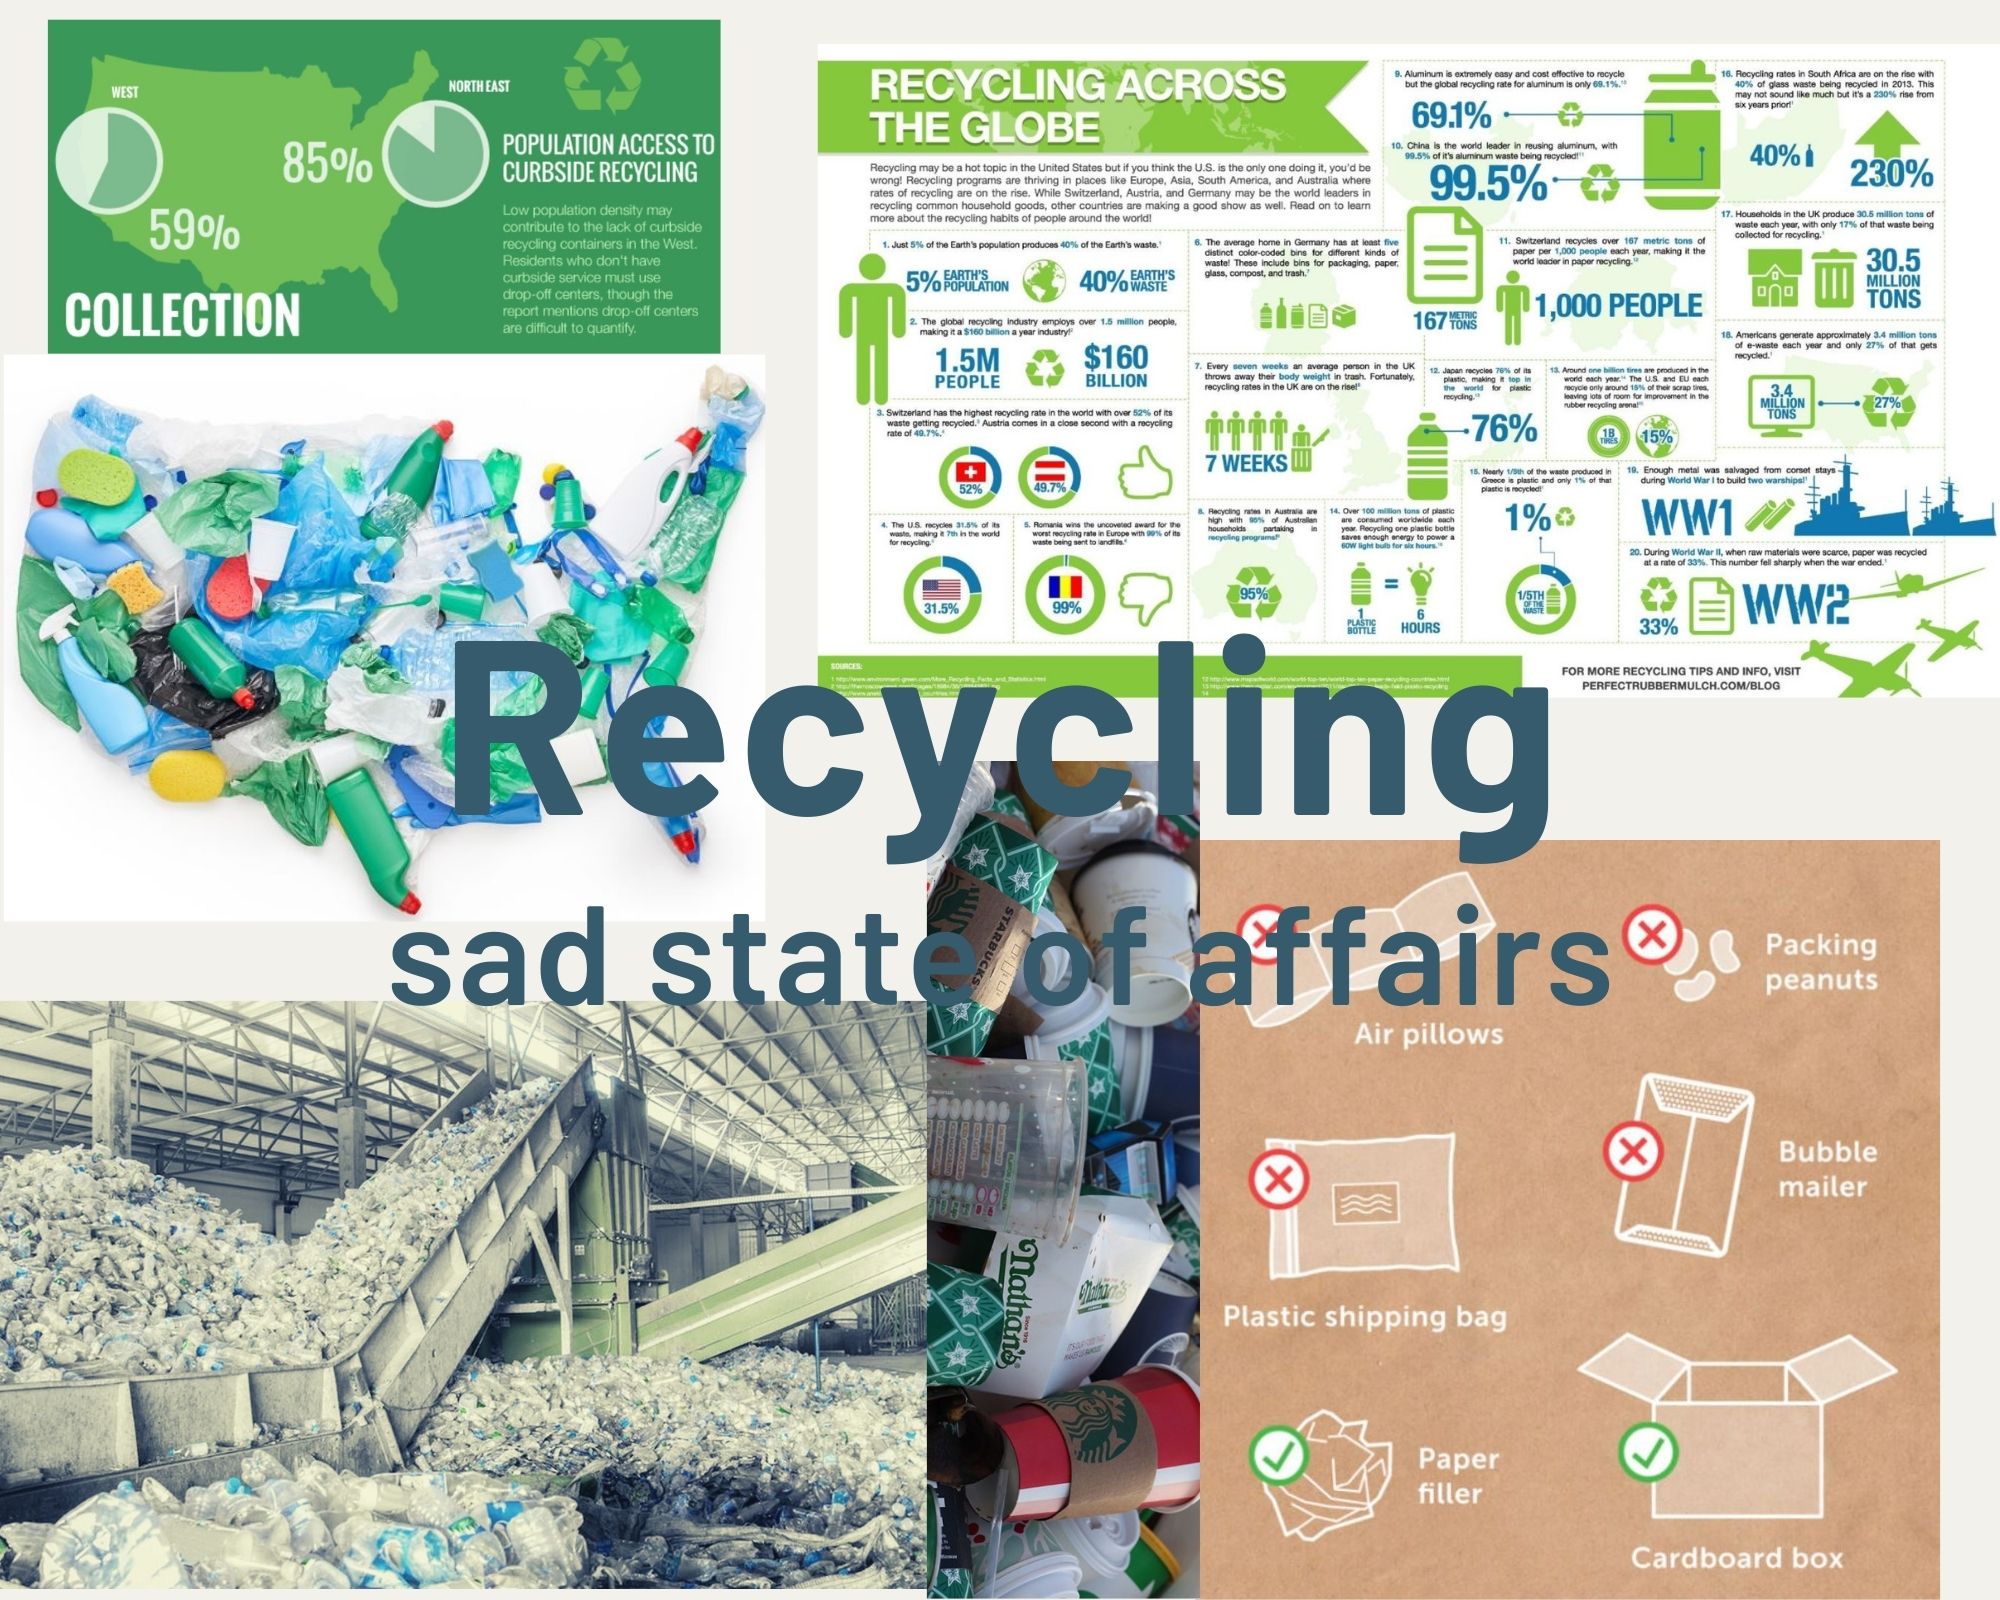 WEST
NORTH EAST
85%
59%
COLLECTION
POPULATION ACCESS TO
CURBSIDE RECYCLING
Low population density may
contribute to the lack of curbside
recycling containers in the West.
Residents who don't have
curbside service must use
drop-off centers, though the
report mentions drop-off centers
are difficult to quantify.
RECYCLING ACROSS
THE GLOBE
Recycling may be a hot topic in the United States but if you think the U.S. is the only one doing it, you'd be
wrong! Recycling programs are thriving in places like Europe, Asia, South America, and Australia where
rates of recycling are on the rise. While Switzerland, Austria, and Germany may be the world leaders in
recycling common household goods, other countries are making a good show as well. Read on to learn
more about the recycling habits of people around the world!
1. Just 5% of the Earth's population produces 40% of the Earth's waste.
5% EARTH'S POPULATION
40% EARTH'S WASTE
2. The global recycling industry employs over 1.5 million people,
making it a $160 billion a year industry!
1.5M
PEOPLE
$160
BILLION
3. Switzerland has the highest recycling rate in the world with over 52% of its
waste getting recycled. Austria comes in a close second with a recycling
rate of 49.7%.
52%
49.7%
4. The U.S. recycles 31.5% of its
waste, making it 7th in the world
for recycling.
31.5%
5. Romania wins the uncoveted award for the
worst recycling rate in Europe with 99% of its
waste being sent to landfills.
99%
6. The average home in Germany has at least five
distinct color-coded bins for different kinds of
waste! These include bins for packaging, paper,
glass, compost, and trash.
7. Every seven weeks an average person in the UK
throws away their body weight in trash. Fortunately,
recycling rates in the UK are on the rise!
7 WEEKS
8. Recycling rates in Australia are
high with 95% of Australian
households partaking in
recycling programs!
95%
9. Aluminum is extremely easy and cost effective to recycle
but the global recycling rate for aluminum is only 69.1%.
69.1%
10. China is the world leader in reusing aluminum, with
99.5% of it's aluminum waste being recycled!
99.5%
11. Switzerland recycles over 167 metric tons of
paper per 1,000 people each year, making it the
world leader in paper recycling.
167 METRIC TONS
1,000 PEOPLE
12. Japan recycles 76% of its
plastic, making it top in
the world for plastic
recycling.
76%
13. Around one billion tires are produced in the
world each year. The U.S. and EU each
recycle only around 15% of their scrap tires,
leaving lots of room for improvement in the
rubber recycling arena!
1B
TIRES
15%
14. Over 100 million tons of plastic
are consumed worldwide each
year. Recycling one plastic bottle
saves enough energy to power a
60W light bulb for six hours.
1
PLASTIC
BOTTLE
=
6
HOURS
15. Nearly 1/5th of the waste produced in
Greece is plastic and only 1% of that
plastic is recycled!
1%
1/5TH
OF THE
WASTE
16. Recycling rates in South Africa are on the rise with
40% of glass waste being recycled in 2013. This
may not sound like much but it's a 230% rise from
six years prior!
40%
230%
17. Households in the UK produce 30.5 million tons of
waste each year, with only 17% of that waste being
collected for recycling.
30.5
MILLION
TONS
18. Americans generate approximately 3.4 million tons
of e-waste each year and only 27% of that gets
recycled.
3.4
MILLION
TONS
27%
19. Enough metal was salvaged from corset stays
during World War I to build two warships!
WW1
20. During World War II, when raw materials were scarce, paper was recycled
at a rate of 33%. This number fell sharply when the war ended.
33%
WW2
SOURCES:
FOR MORE RECYCLING TIPS AND INFO, VISIT
PERFECTRUBBERMULCH.COM/BLOG
Recycling
sad state of affairs
STARBUCKS
Nathan's
Since 1916
Nathan's
Air pillows
Packing
peanuts
Plastic shipping bag
Bubble
mailer
Paper
filler
Cardboard box